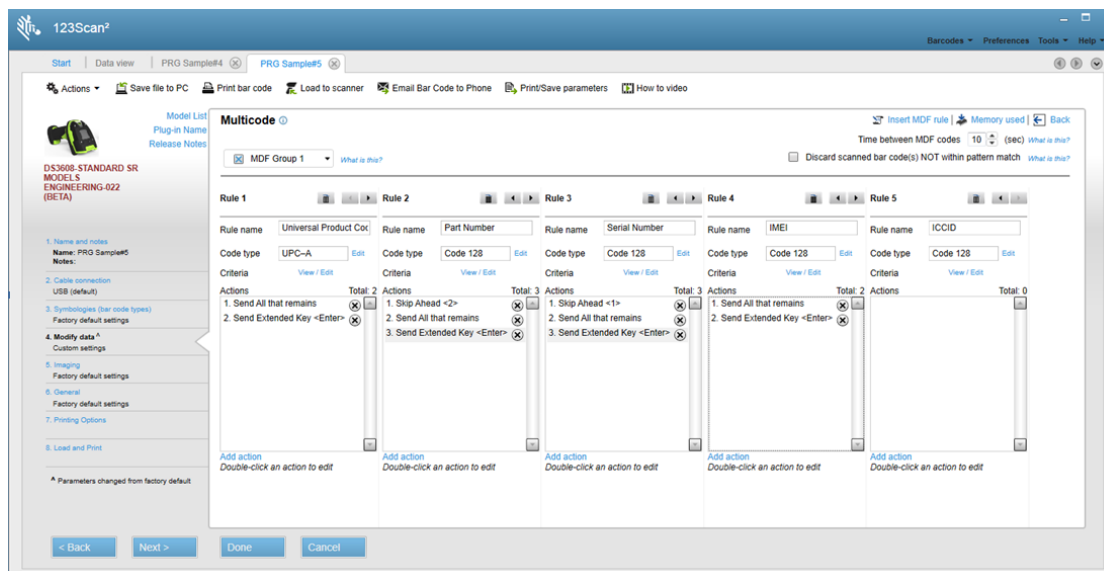 123Scan²
Barcodes Preferences Tools Help
Start Data view PRG Sample#4 PRG Sample#5
Actions Save file to PC Print bar code Load to scanner Email Bar Code to Phone Print/Save parameters How to video
Model List
Plug-in Name
Release Notes
DS3608-STANDARD SR
MODELS
ENGINEERING-022
(BETA)
1. Name and notes
Name: PRG Sample#5
Notes:
2. Cable connection
USB (default)
3. Symbologies (bar code types)
Factory default settings
4. Modify data ^
Custom settings
5. Imaging
Factory default settings
6. General
Factory default settings
7. Printing Options
8. Load and Print
^ Parameters changed from factory default
Multicode
Insert MDF rule | Memory used | Back
Time between MDF codes 10 (sec) What is this?
MDF Group 1 What is this?
Discard scanned bar code(s) NOT within pattern match What is this?
Rule 1 Rule 2 Rule 3 Rule 4 Rule 5
Rule name Universal Product Coc Rule name Part Number Rule name Serial Number Rule name IMEI Rule name ICCID
Code type UPC–A Edit Code type Code 128 Edit Code type Code 128 Edit Code type Code 128 Edit Code type Code 128 Edit
Criteria View / Edit Criteria View / Edit Criteria View / Edit Criteria View / Edit Criteria View / Edit
Actions Total: 2 Actions Total: 3 Actions Total: 3 Actions Total: 2 Actions Total: 0
1. Send All that remains 1. Skip Ahead <2> 1. Skip Ahead <1> 1. Send All that remains
2. Send Extended Key <Enter> 2. Send All that remains 2. Send All that remains 2. Send Extended Key <Enter>
3. Send Extended Key <Enter> 3. Send Extended Key <Enter>
Add action Add action Add action Add action Add action
Double-click an action to edit Double-click an action to edit Double-click an action to edit Double-click an action to edit Double-click an action to edit
< Back Next > Done Cancel